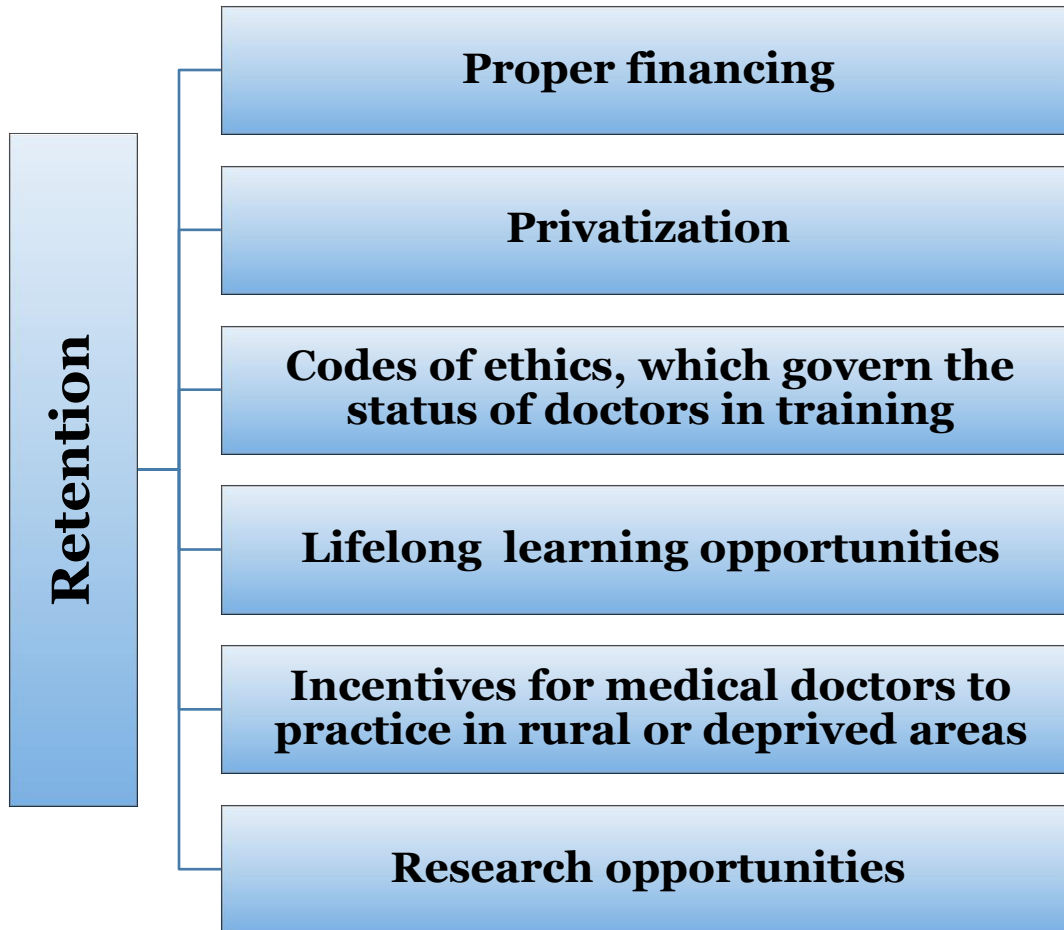 Retention
Proper financing
Privatization
Codes of ethics, which govern the
status of doctors in training
Lifelong  learning opportunities
Incentives for medical doctors to
practice in rural or deprived areas
Research opportunities